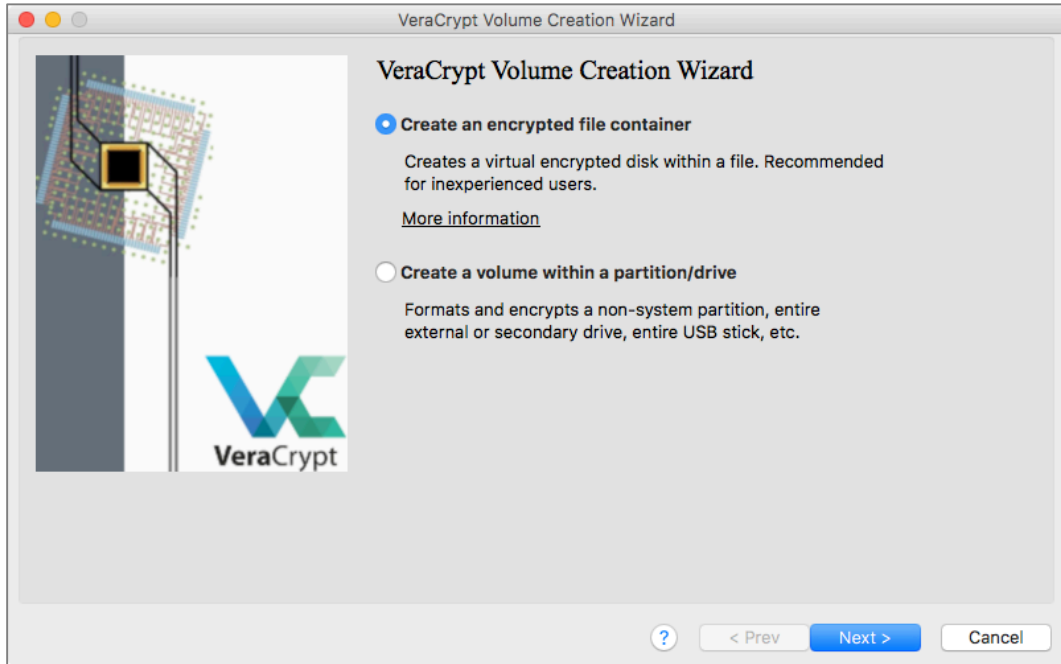 VeraCrypt Volume Creation Wizard
VeraCrypt Volume Creation Wizard
Create an encrypted file container
Creates a virtual encrypted disk within a file. Recommended
for inexperienced users.
More information
Create a volume within a partition/drive
Formats and encrypts a non-system partition, entire
external or secondary drive, entire USB stick, etc.
VeraCrypt
?
< Prev
Next >
Cancel